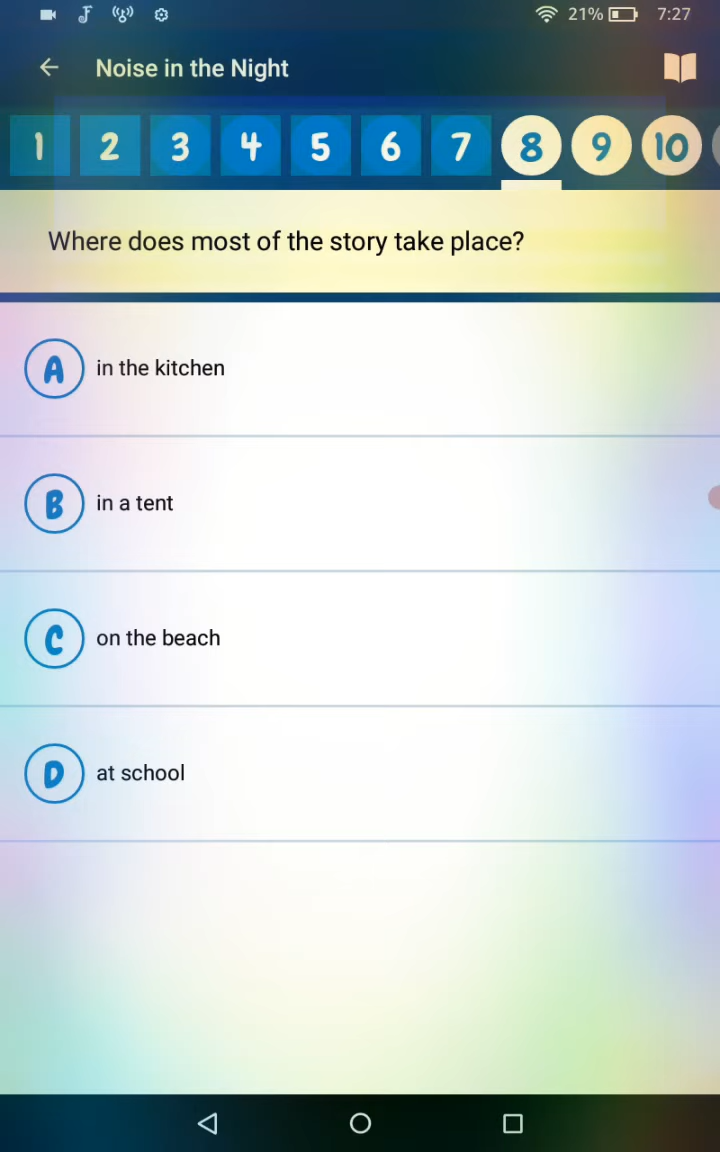 21% 7:27
Noise in the Night
1 2 3 4 5 6 7 8 9 10
Where does most of the story take place?
A in the kitchen
B in a tent
C on the beach
D at school